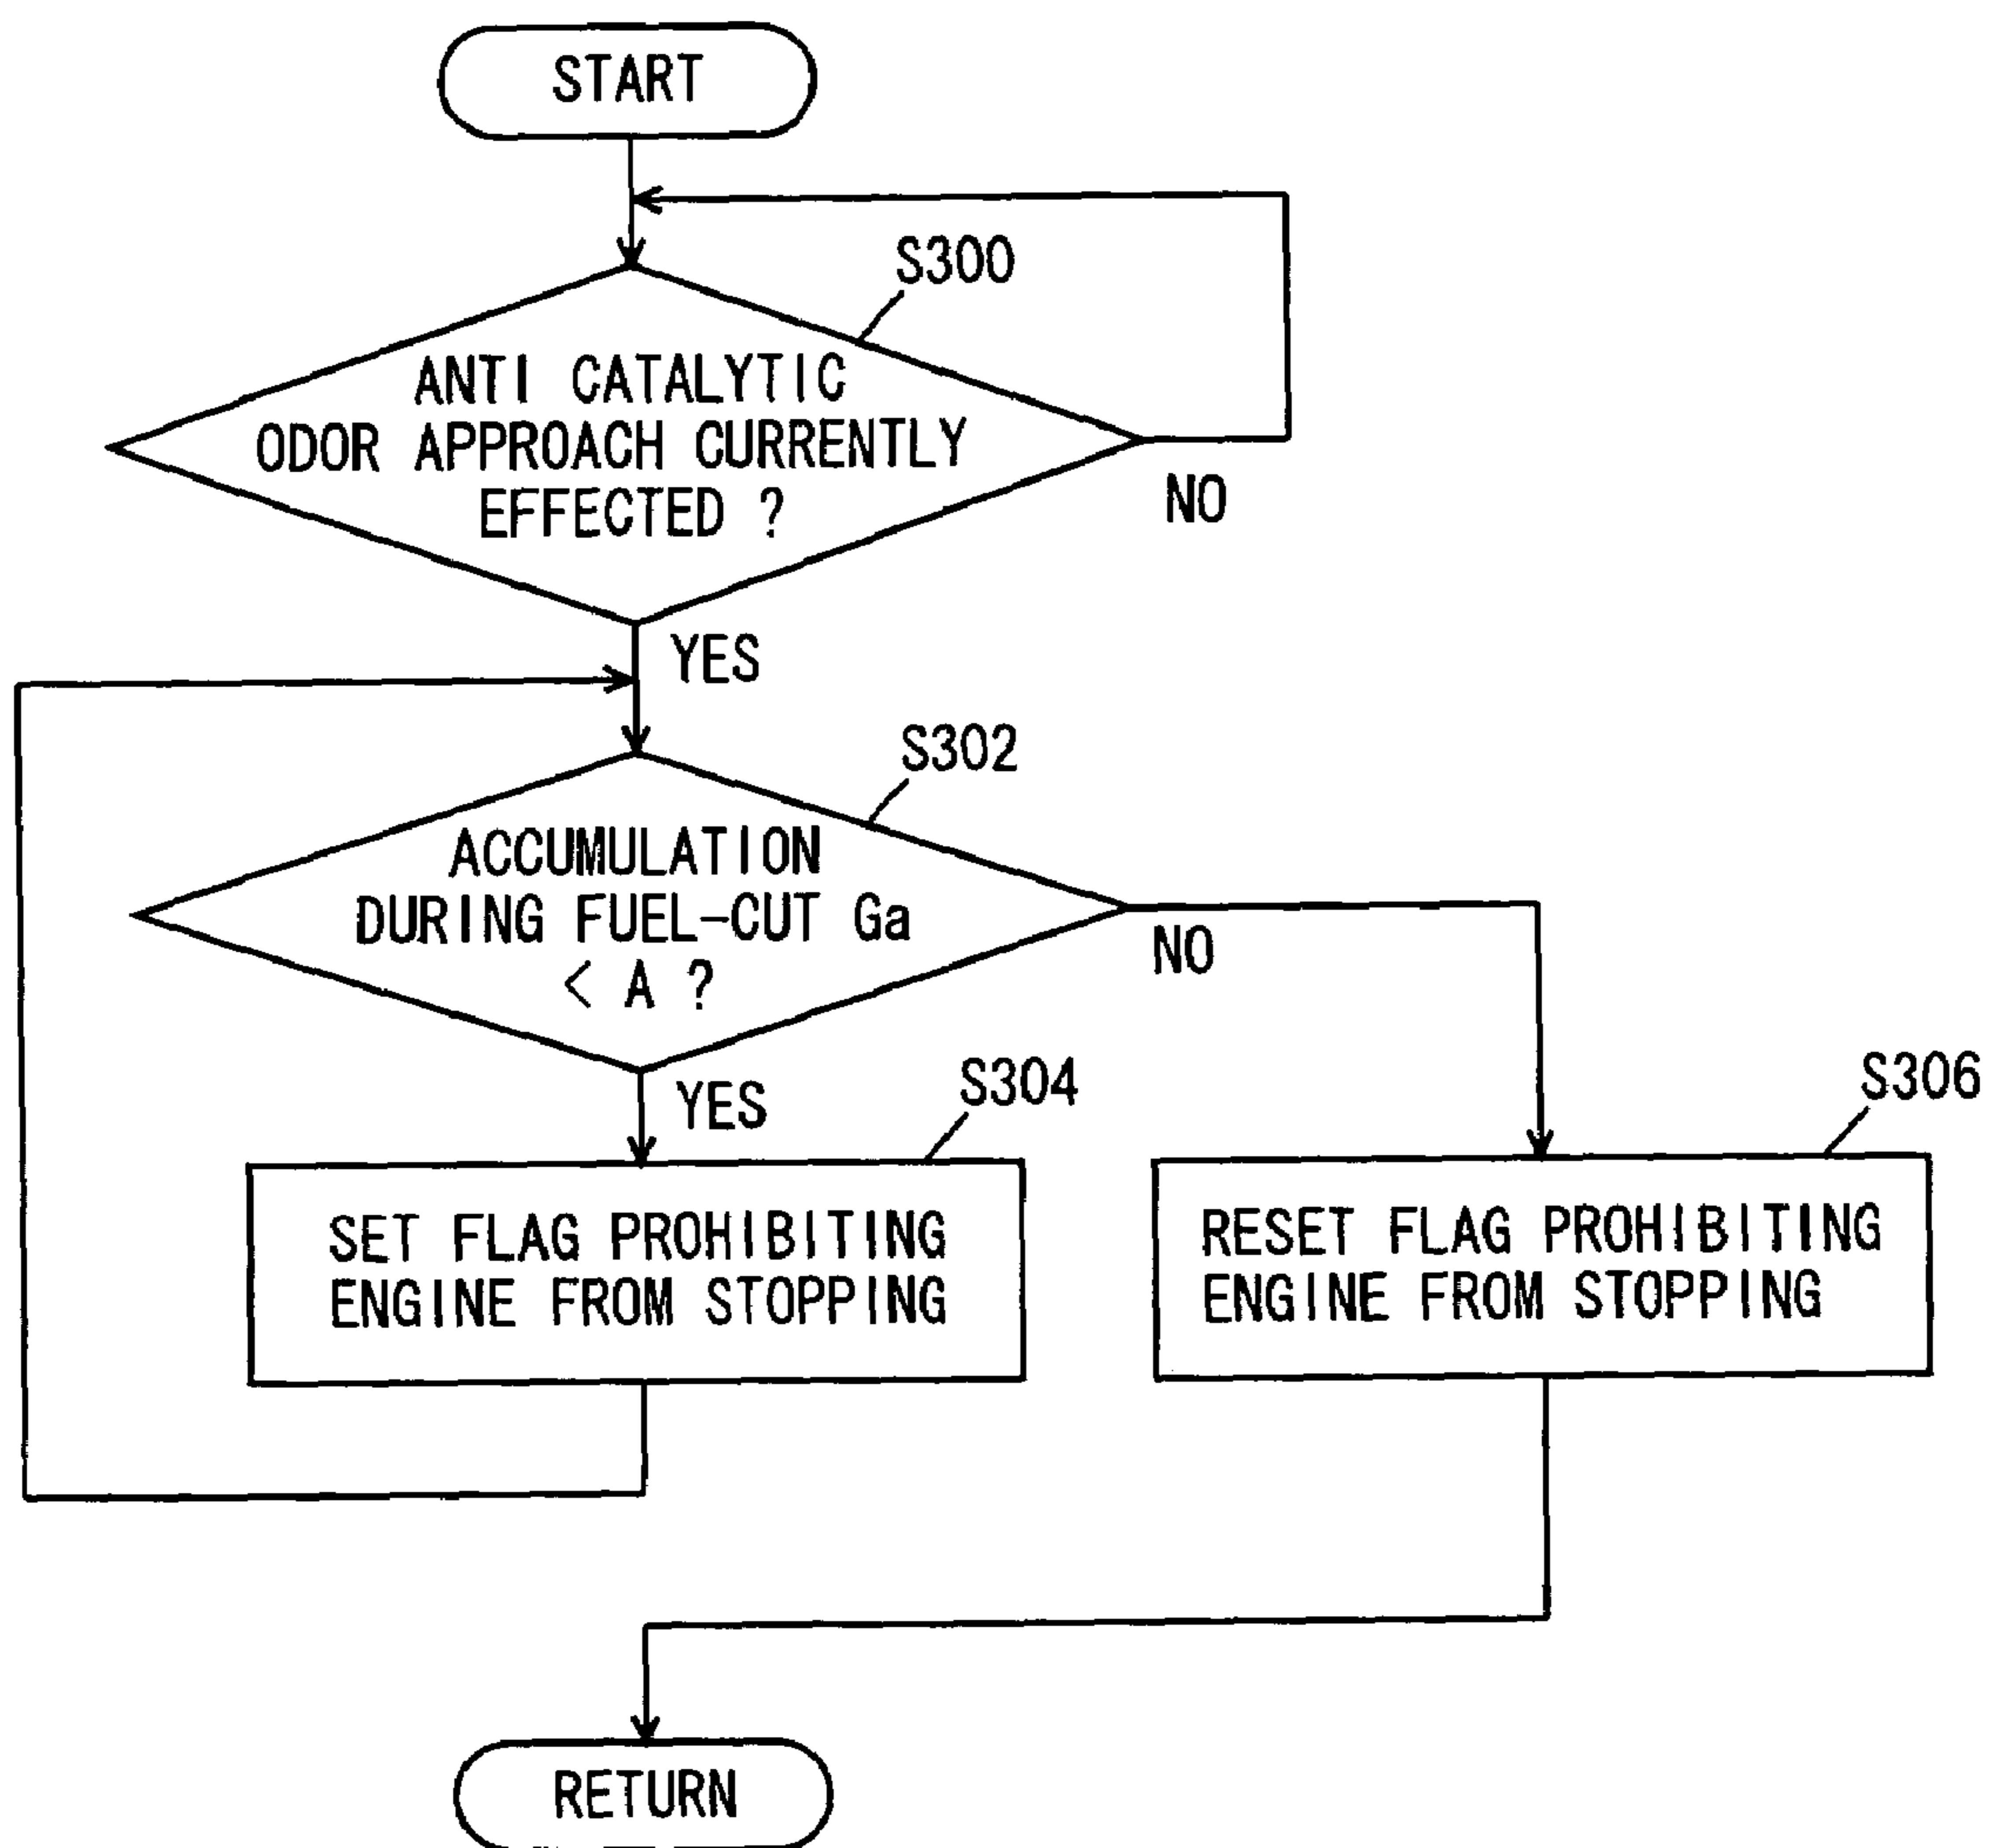 START
S300
ANTI CATALYTIC
ODOR APPROACH CURRENTLY
EFFECTED ?
NO
YES
S302
ACCUMULATION
DURING FUEL-CUT Ga
< A ?
NO
YES
S304
S306
SET FLAG PROHIBITING
ENGINE FROM STOPPING
RESET FLAG PROHIBITING
ENGINE FROM STOPPING
RETURN